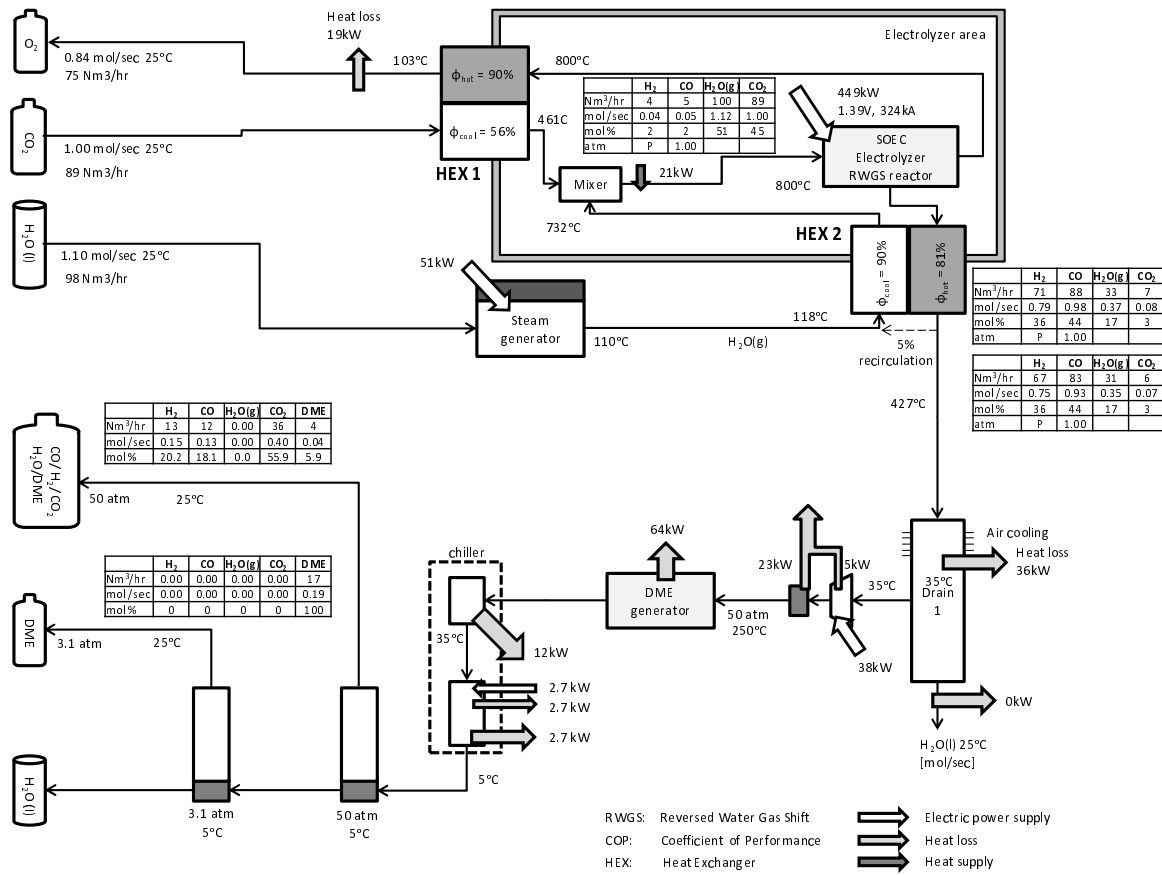 Heat loss
19kW
O2
0.84 mol/sec 25℃
75 Nm3/hr
103℃
ϕhot = 90%
800℃
Electrolyzer area
H2 CO H2O(g) CO2
Nm3/hr 4 5 100 89
mol/sec 0.04 0.05 1.12 1.00
mol% 2 2 51 45
atm P 1.00
449kW
1.39V, 324kA
CO2
1.00 mol/sec 25℃
89 Nm3/hr
ϕcool = 56%
461C
HEX 1
SOEC
Electrolyzer
RWGS reactor
Mixer
21kW
800℃
732℃
HEX 2
H2O (l)
1.10 mol/sec 25℃
98 Nm3/hr
51kW
Steam
generator
110℃
H2O(g)
118℃
ϕcool = 90%
ϕhot = 81%
5%
recirculation
427℃
H2 CO H2O(g) CO2
Nm3/hr 71 88 33 7
mol/sec 0.79 0.98 0.37 0.08
mol% 36 44 17 3
atm P 1.00
H2 CO H2O(g) CO2
Nm3/hr 67 83 31 6
mol/sec 0.75 0.93 0.35 0.07
mol% 36 44 17 3
atm P 1.00
H2 CO H2O(g) CO2 DME
Nm3/hr 13 12 0.00 36 4
mol/sec 0.15 0.13 0.00 0.40 0.04
mol% 20.2 18.1 0.0 55.9 5.9
CO/H2/CO2
H2O/DME
50 atm
25℃
chiller
64kW
DME
generator
23kW
5kW
35℃
50 atm
250℃
38kW
Air cooling
Heat loss
36kW
35℃
Drain
1
0kW
H2O(l) 25℃
[mol/sec]
H2 CO H2O(g) CO2 DME
Nm3/hr 0.00 0.00 0.00 0.00 17
mol/sec 0.00 0.00 0.00 0.00 0.19
mol% 0 0 0 0 100
DME
3.1 atm
25℃
35℃
12kW
2.7 kW
2.7 kW
2.7 kW
5℃
H2O (l)
3.1 atm
5℃
50 atm
5℃
RWGS: Reversed Water Gas Shift
COP: Coefficient of Performance
HEX: Heat Exchanger
Electric power supply
Heat loss
Heat supply